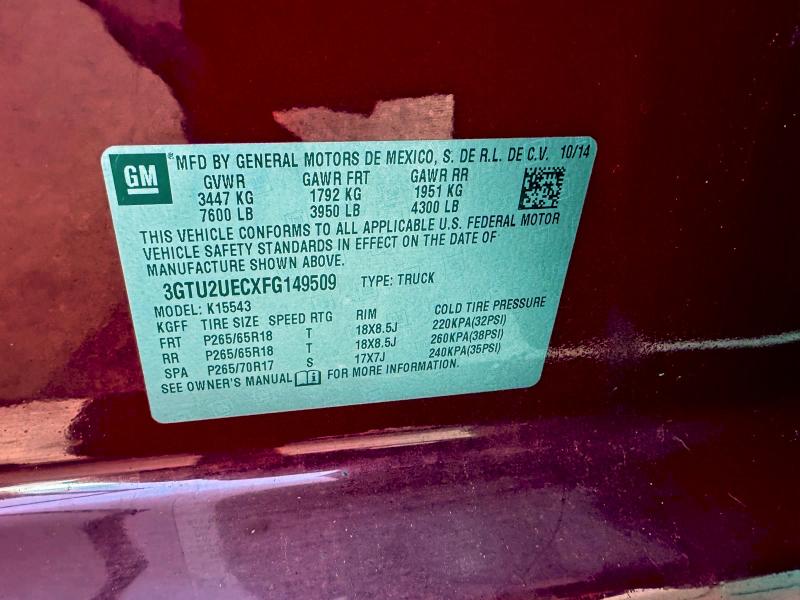 GM ® MFD BY GENERAL MOTORS DE MEXICO, S. DE R.L. DE C.V. 10/14
GVWR GAWR FRT GAWR RR
3447 KG 1792 KG 1951 KG
7600 LB 3950 LB 4300 LB
THIS VEHICLE CONFORMS TO ALL APPLICABLE U.S. FEDERAL MOTOR
VEHICLE SAFETY STANDARDS IN EFFECT ON THE DATE OF
MANUFACTURE SHOWN ABOVE.
3GTU2UECXFG149509 TYPE: TRUCK
MODEL: K15543
KGFF TIRE SIZE SPEED RTG RIM COLD TIRE PRESSURE
FRT P265/65R18 T 18X8.5J 220KPA(32PSI)
RR P265/65R18 T 18X8.5J 260KPA(38PSI)
SPA P265/70R17 S 17X7J 240KPA(35PSI)
SEE OWNER'S MANUAL FOR MORE INFORMATION.